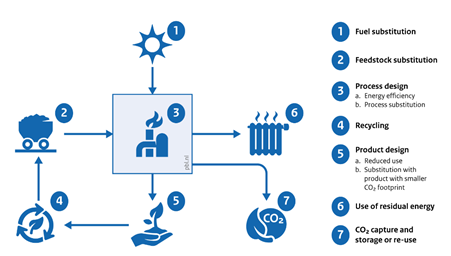 1
1 Fuel substitution
2 Feedstock substitution
3 Process design
a. Energy efficiency
b. Process substitution
4 Recycling
5 Product design
a. Reduced use
b. Substitution with
product with smaller
CO₂ footprint
6 Use of residual energy
7 CO₂ capture and
storage or re-use
2
3
6
pbl.nl
4
5
7
CO₂